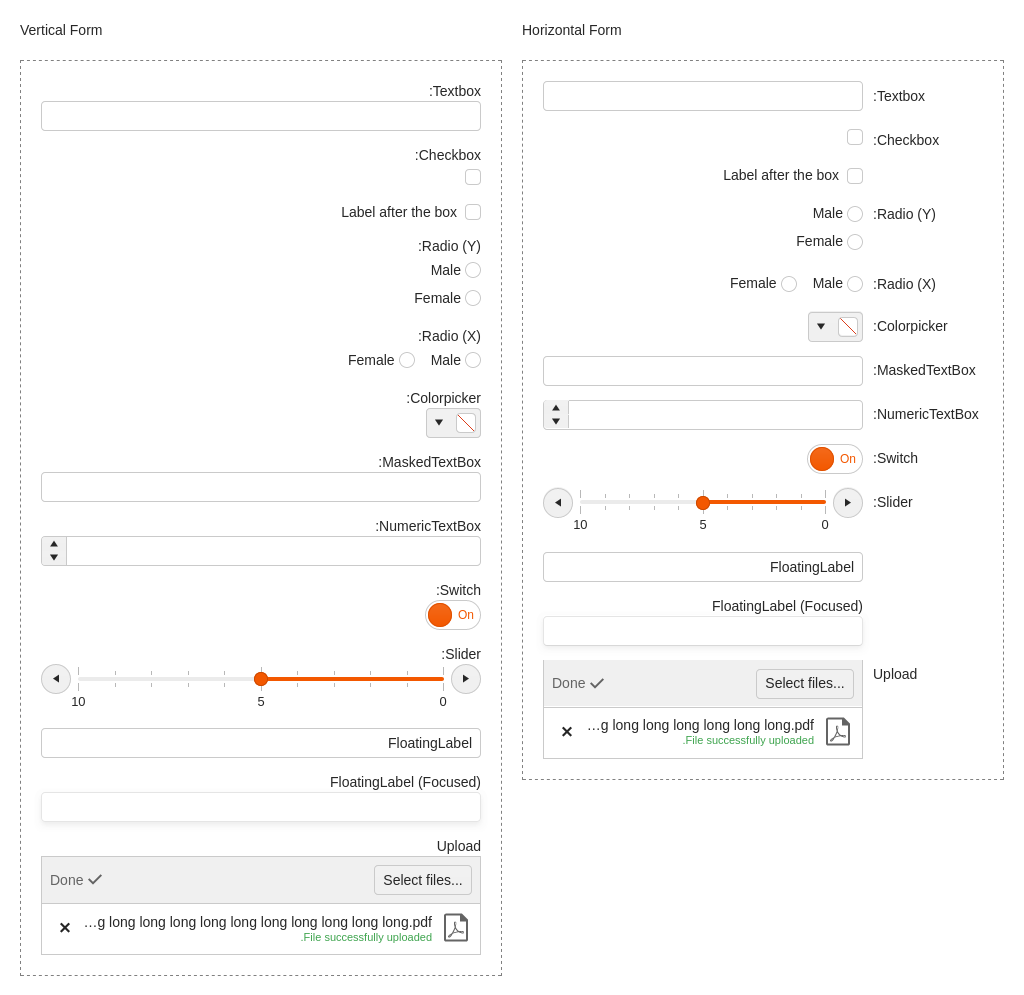 Vertical Form
:Textbox
:Checkbox
Label after the box
:Radio (Y)
Male
Female
:Radio (X)
Female Male
:Colorpicker
:MaskedTextBox
:NumericTextBox
:Switch
On
:Slider
10 5 0
FloatingLabel
FloatingLabel (Focused)
Upload
Done Select files...
...g long long long long long long long long long long.pdf
.File successfully uploaded
Horizontal Form
:Textbox
:Checkbox
Label after the box
Male :Radio (Y)
Female
Female Male :Radio (X)
:Colorpicker
:MaskedTextBox
:NumericTextBox
On :Switch
:Slider
10 5 0
FloatingLabel
FloatingLabel (Focused)
Upload
Done Select files...
...g long long long long long long.pdf
.File successfully uploaded